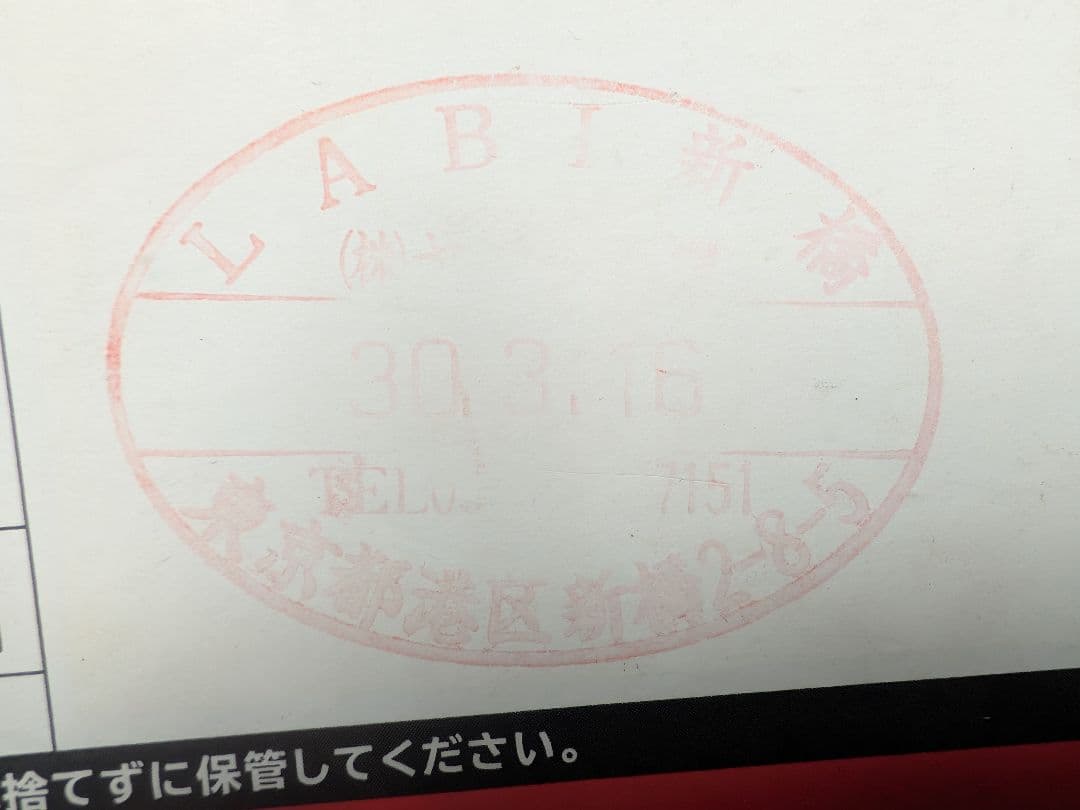 LABI新橋
(株)
30.3.16
TEL 7151
東京都港区新橋2-8-5
捨てずに保管してください。